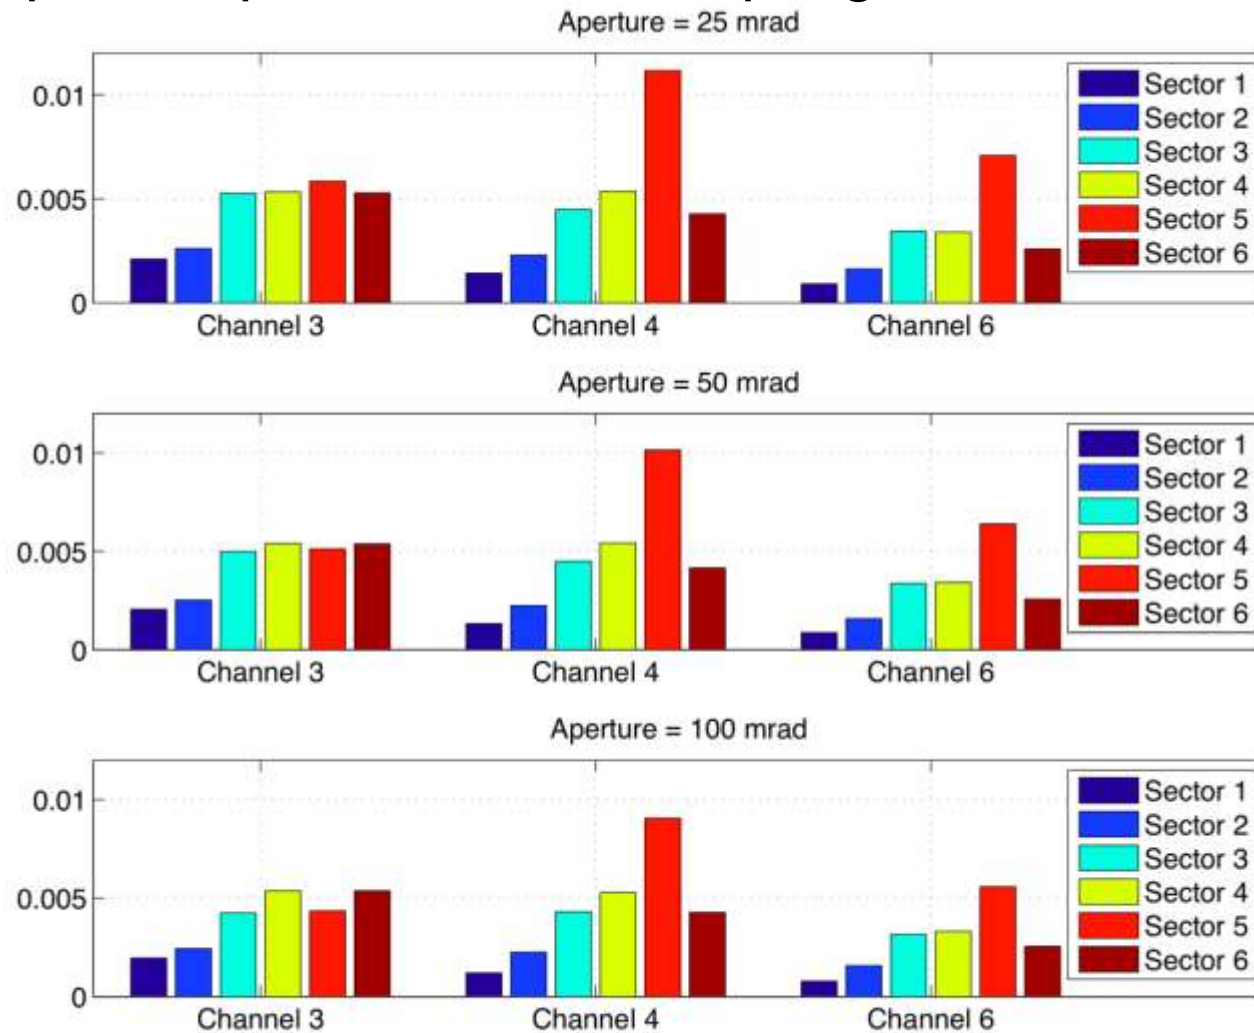 Aperture = 25 mrad
0.01
0.005
0
Channel 3 Channel 4 Channel 6
Sector 1
Sector 2
Sector 3
Sector 4
Sector 5
Sector 6
Aperture = 50 mrad
0.01
0.005
0
Channel 3 Channel 4 Channel 6
Sector 1
Sector 2
Sector 3
Sector 4
Sector 5
Sector 6
Aperture = 100 mrad
0.01
0.005
0
Channel 3 Channel 4 Channel 6
Sector 1
Sector 2
Sector 3
Sector 4
Sector 5
Sector 6